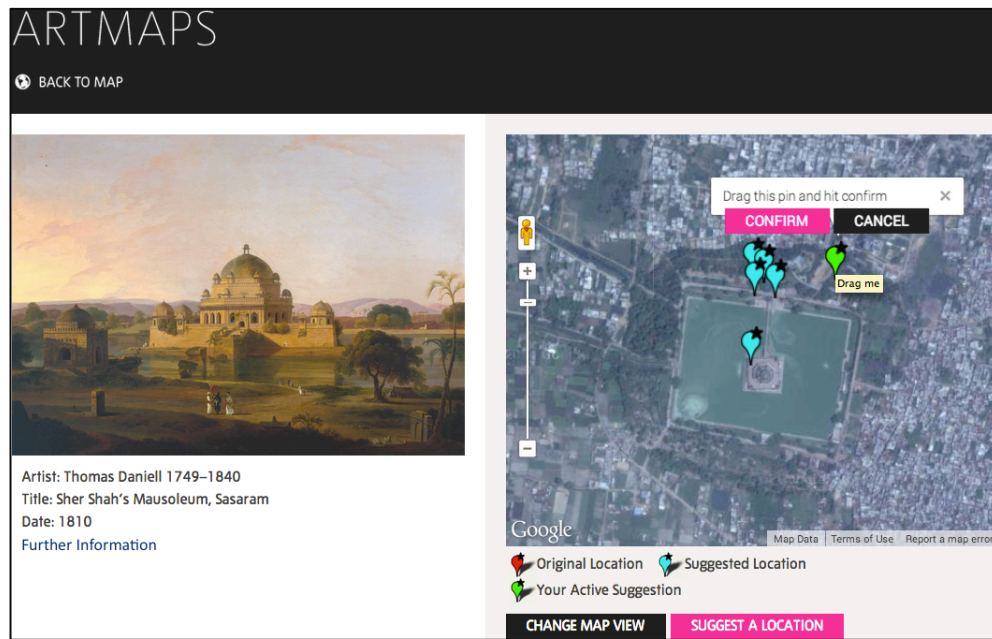 ARTMAPS
BACK TO MAP
Artist: Thomas Daniell 1749–1840
Title: Sher Shah's Mausoleum, Sasaram
Date: 1810
Further Information
Drag this pin and hit confirm ×
CONFIRM CANCEL
Drag me
+
−
Google
Map Data Terms of Use Report a map error
Original Location Suggested Location
Your Active Suggestion
CHANGE MAP VIEW SUGGEST A LOCATION